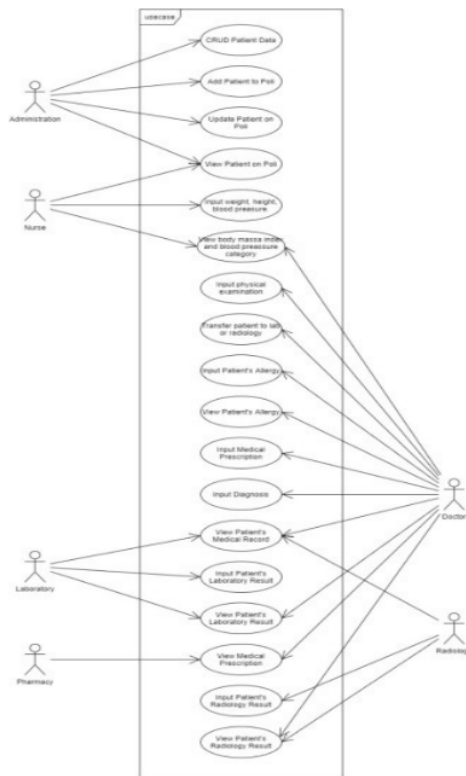 usecase
CRUD Patient Data
Add Patient to Poli
Administration
Update Patient on
Poli
View Patient on Poli
Nurse
Input weight, height,
blood preasure.
View body massa index
and blood preassure
category
Input physical
examination
Transfer patient to lab
or radiology
Input Patient's Allergy
View Patient's Allergy
Input Medical
Prescription
Input Diagnosis
Doctor
View Patient's
Medical Record
Laboratory
Input Patient's
Laboratory Result
View Patient's
Laboratory Result
View Medical
Prescription
Pharmacy
Radiology
Input Patient's
Radiology Result
View Patient's
Radiology Result